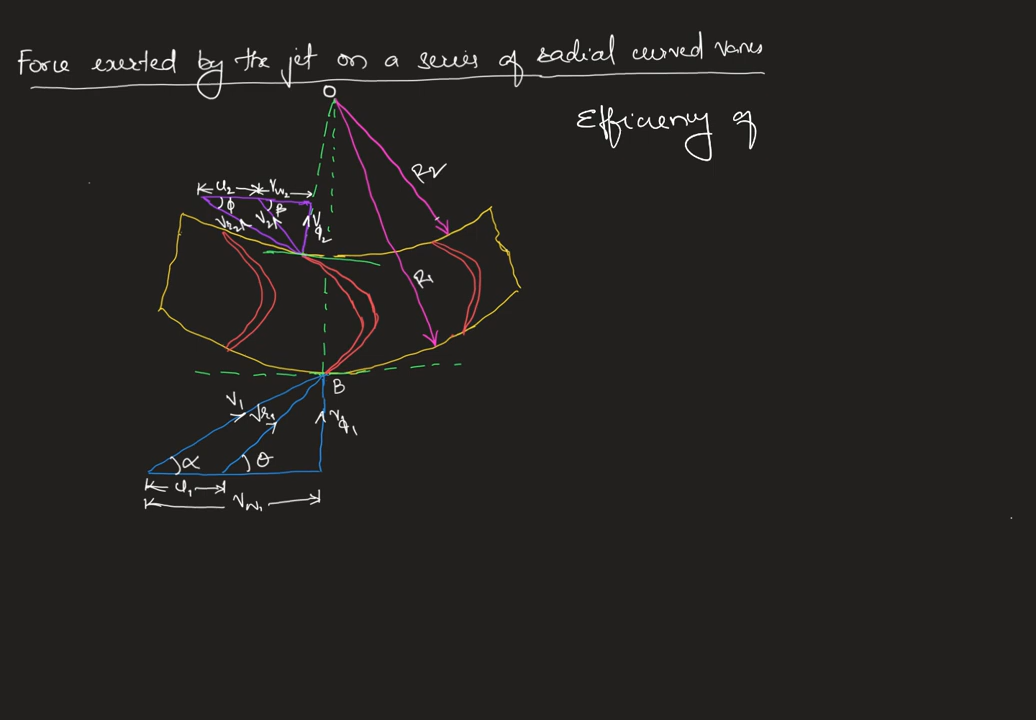 Force exerted by the jet on a series of radial curved vanes
O
Efficiency of
R2
u2 Vw2
ϕ β
Vr2 V2 Vf2
R1
B
V1 Vr1 Vf1
α θ
u1
Vw1